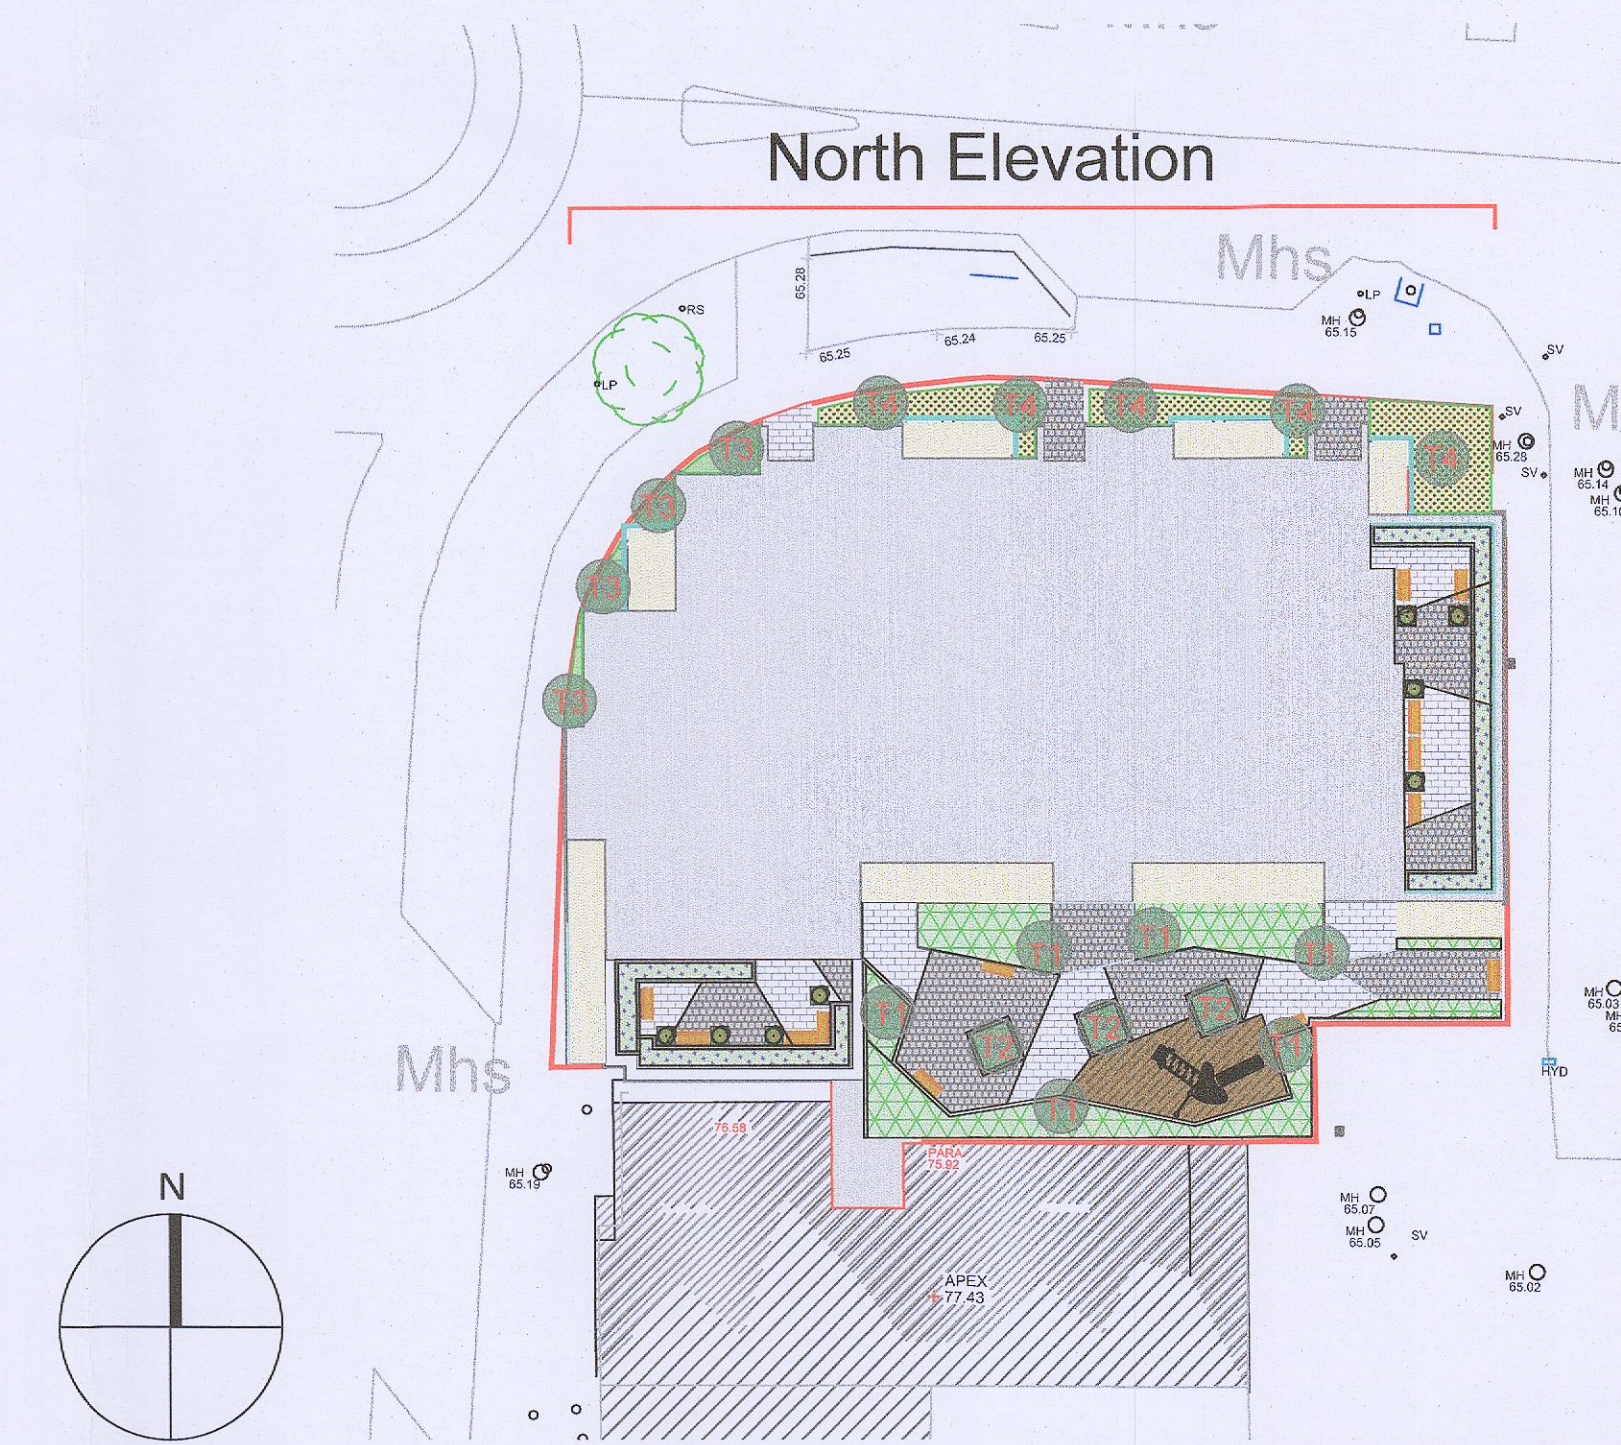 North Elevation
Mhs
RS
65.28
LP
MH
65.15
65.25
65.24
65.25
LP
SV
SV
MH
65.28
SV
MH
65.14
MH
T4
T4
T4
T4
T4
T3
T3
T3
T3
T1
T1
T1
T1
T2
T2
T2
T1
T1
MH
65.03
MH
HYD
Mhs
76.58
PARA
75.92
MH
65.19
N
MH
65.07
MH
65.05
SV
MH
65.02
APEX
77.43